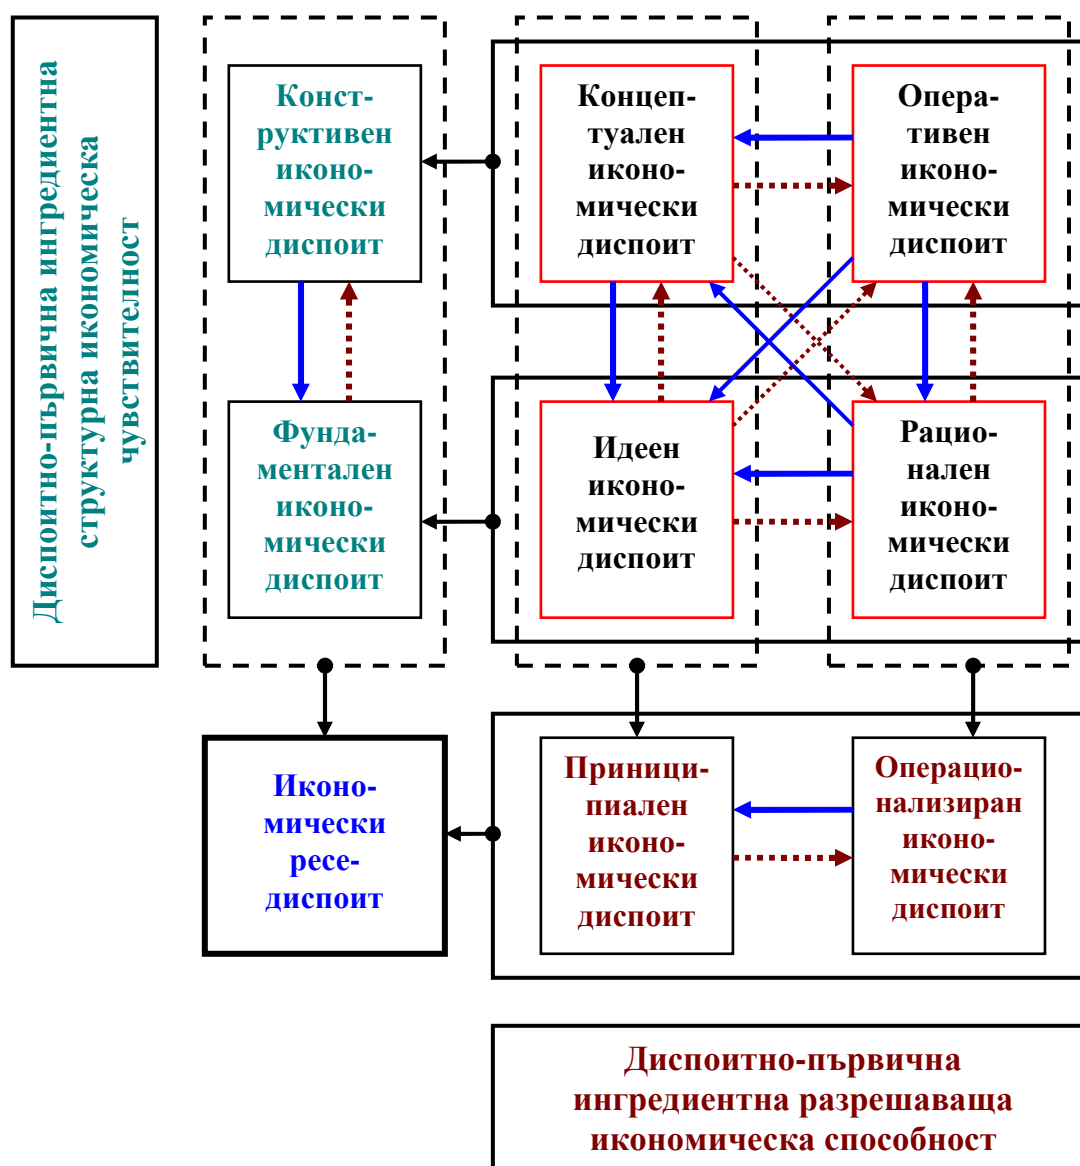 Диспоитно-първична ингредиентна
структурна икономическа
чувствителност
Конст-
руктивен
иконо-
мически
диспоит
Концеп-
туален
иконо-
мически
диспоит
Опера-
тивен
иконо-
мически
диспоит
Фунда-
ментален
иконо-
мически
диспоит
Идеен
иконо-
мически
диспоит
Рацио-
нален
иконо-
мически
диспоит
Иконо-
мически
ресе-
диспоит
Приници-
пиален
иконо-
мически
диспоит
Операцио-
нализиран
иконо-
мически
диспоит
Диспоитно-първична
ингредиентна разрешаваща
икономическа способност